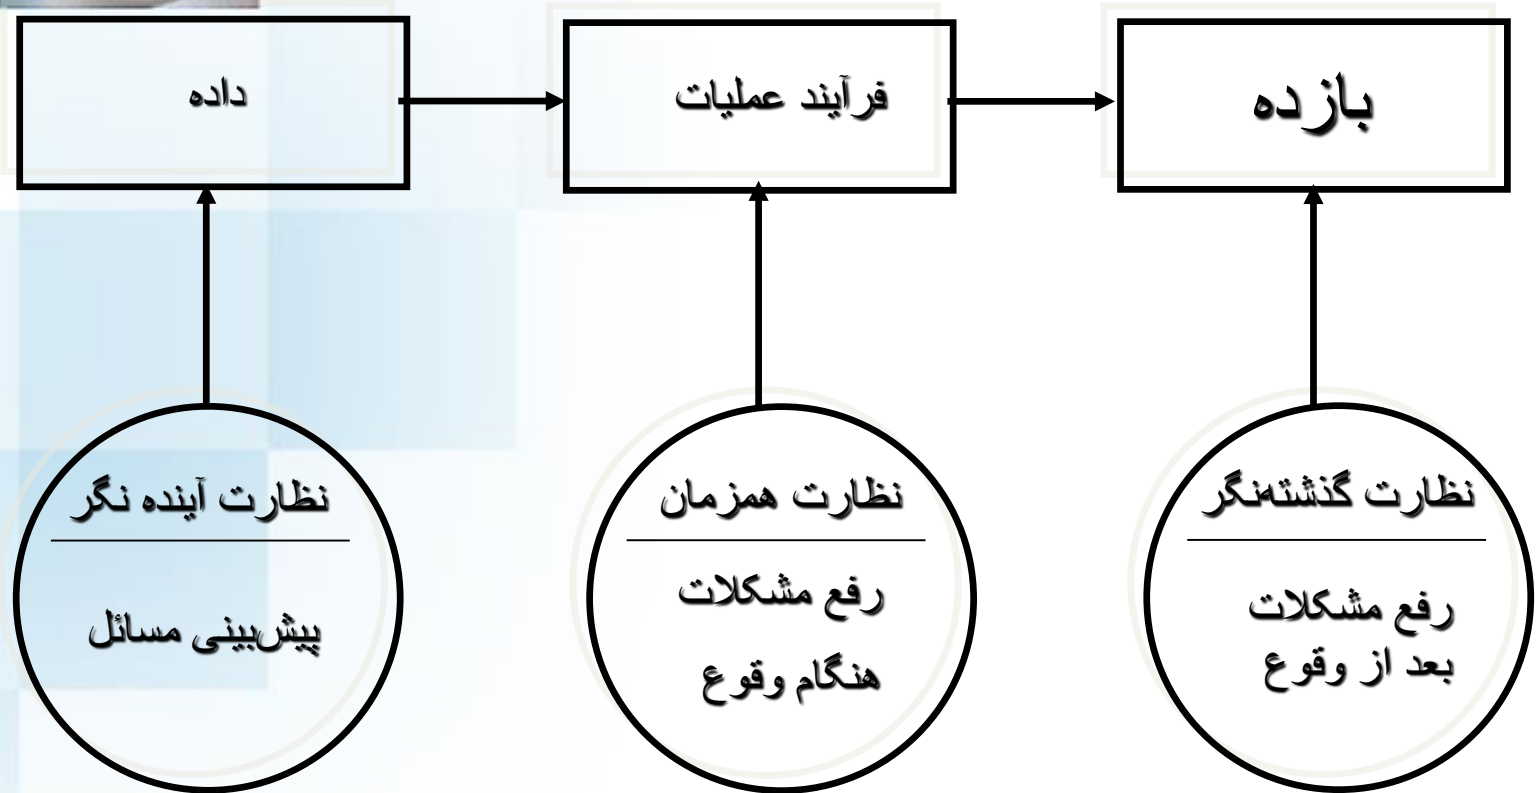 داده
فرآیند عملیات
بازده
نظارت آینده نگر
پیش‌بینی مسائل
نظارت همزمان
رفع مشکلات
هنگام وقوع
نظارت گذشته‌نگر
رفع مشکلات
بعد از وقوع